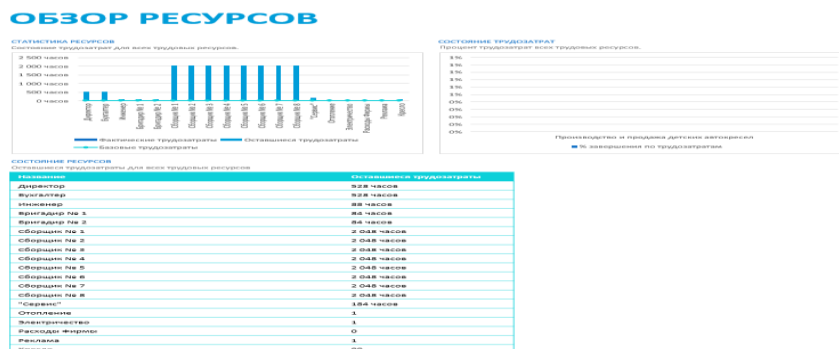 ОБЗОР РЕСУРСОВ
СТАТИСТИКА РЕСУРСОВ
Состояние трудозатрат для всех трудовых ресурсов.
2 500 часов
2 000 часов
1 500 часов
1 000 часов
500 часов
0 часов
Директор
Бухгалтер
Инженер
Бригадир № 1
Бригадир № 2
Сборщик № 1
Сборщик № 2
Сборщик № 3
Сборщик № 4
Сборщик № 5
Сборщик № 6
Сборщик № 7
Сборщик № 8
"Сервис"
Отопление
Электричество
Расходы Фирмы
Реклама
Фактические трудозатраты
Оставшиеся трудозатраты
Базовые трудозатраты
СОСТОЯНИЕ ТРУДОЗАТРАТ
Процент трудозатрат всех трудовых ресурсов.
1%
1%
1%
1%
1%
1%
0%
0%
0%
0%
0%
Производство и продажа детских автокресел
% завершения по трудозатратам
СОСТОЯНИЕ РЕСУРСОВ
Оставшиеся трудозатраты для всех трудовых ресурсов
Название Оставшиеся трудозатраты
Директор 528 часов
Бухгалтер 528 часов
Инженер 88 часов
Бригадир № 1 84 часов
Бригадир № 2 84 часов
Сборщик № 1 2 048 часов
Сборщик № 2 2 048 часов
Сборщик № 3 2 048 часов
Сборщик № 4 2 048 часов
Сборщик № 5 2 048 часов
Сборщик № 6 2 048 часов
Сборщик № 7 2 048 часов
Сборщик № 8 2 048 часов
"Сервис" 184 часов
Отопление 1
Электричество 1
Расходы Фирмы 0
Реклама 1